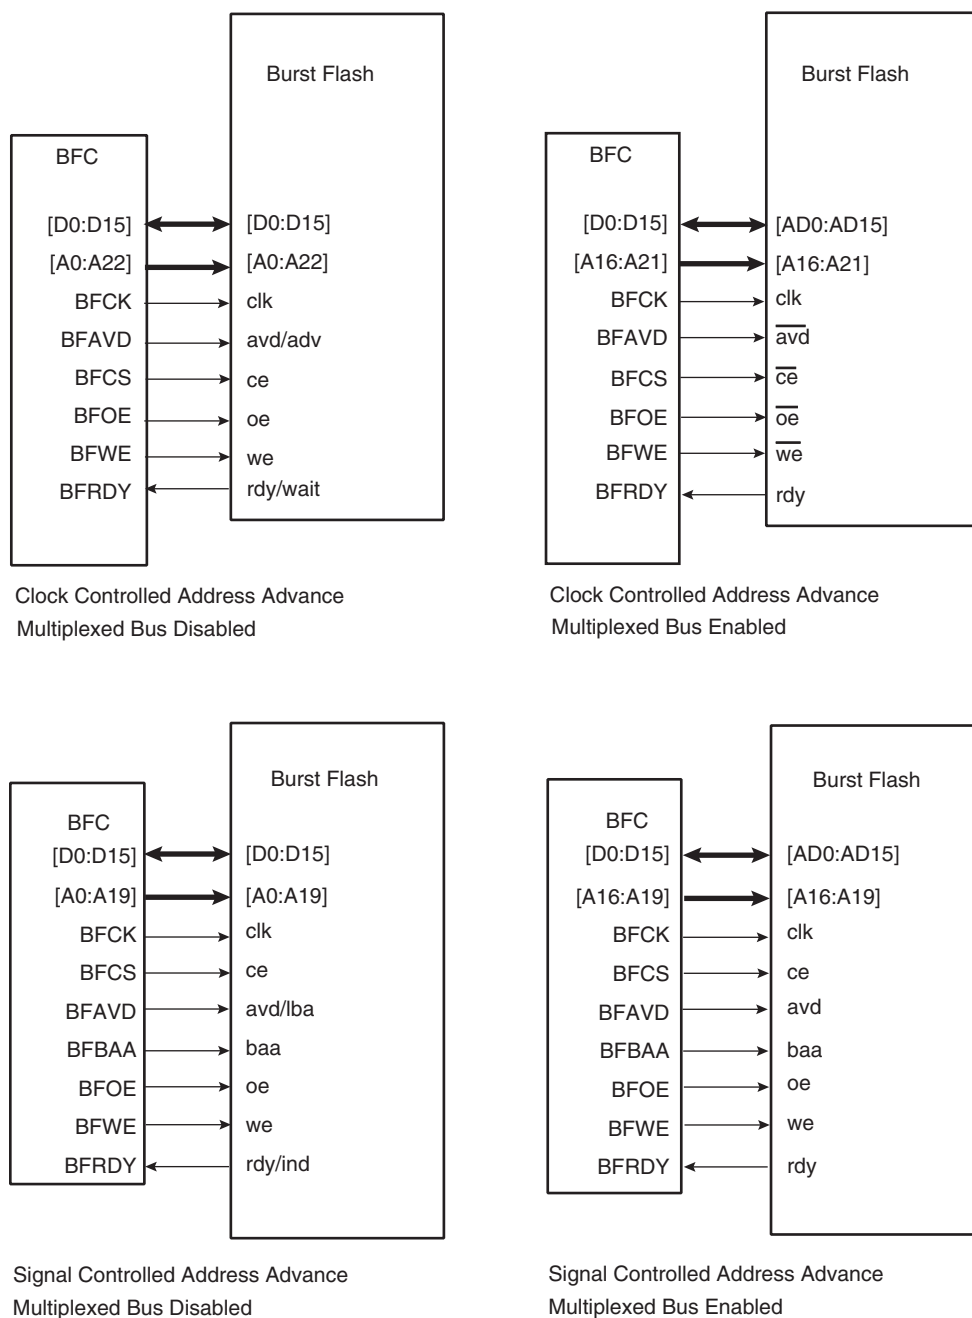 Burst Flash
BFC
[D0:D15]
[D0:D15]
[A0:A22]
[A0:A22]
BFCK
clk
BFAVD
avd/adv
BFCS
ce
BFOE
oe
BFWE
we
BFRDY
rdy/wait
Clock Controlled Address Advance
Multiplexed Bus Disabled
Burst Flash
BFC
[D0:D15]
[AD0:AD15]
[A16:A21]
[A16:A21]
BFCK
clk
BFAVD
avd
BFCS
ce
BFOE
oe
BFWE
we
BFRDY
rdy
Clock Controlled Address Advance
Multiplexed Bus Enabled
Burst Flash
BFC
[D0:D15]
[D0:D15]
[A0:A19]
[A0:A19]
BFCK
clk
BFCS
ce
BFAVD
avd/lba
BFBAA
baa
BFOE
oe
BFWE
we
BFRDY
rdy/ind
Signal Controlled Address Advance
Multiplexed Bus Disabled
Burst Flash
BFC
[D0:D15]
[AD0:AD15]
[A16:A19]
[A16:A19]
BFCK
clk
BFCS
ce
BFAVD
avd
BFBAA
baa
BFOE
oe
BFWE
we
BFRDY
rdy
Signal Controlled Address Advance
Multiplexed Bus Enabled